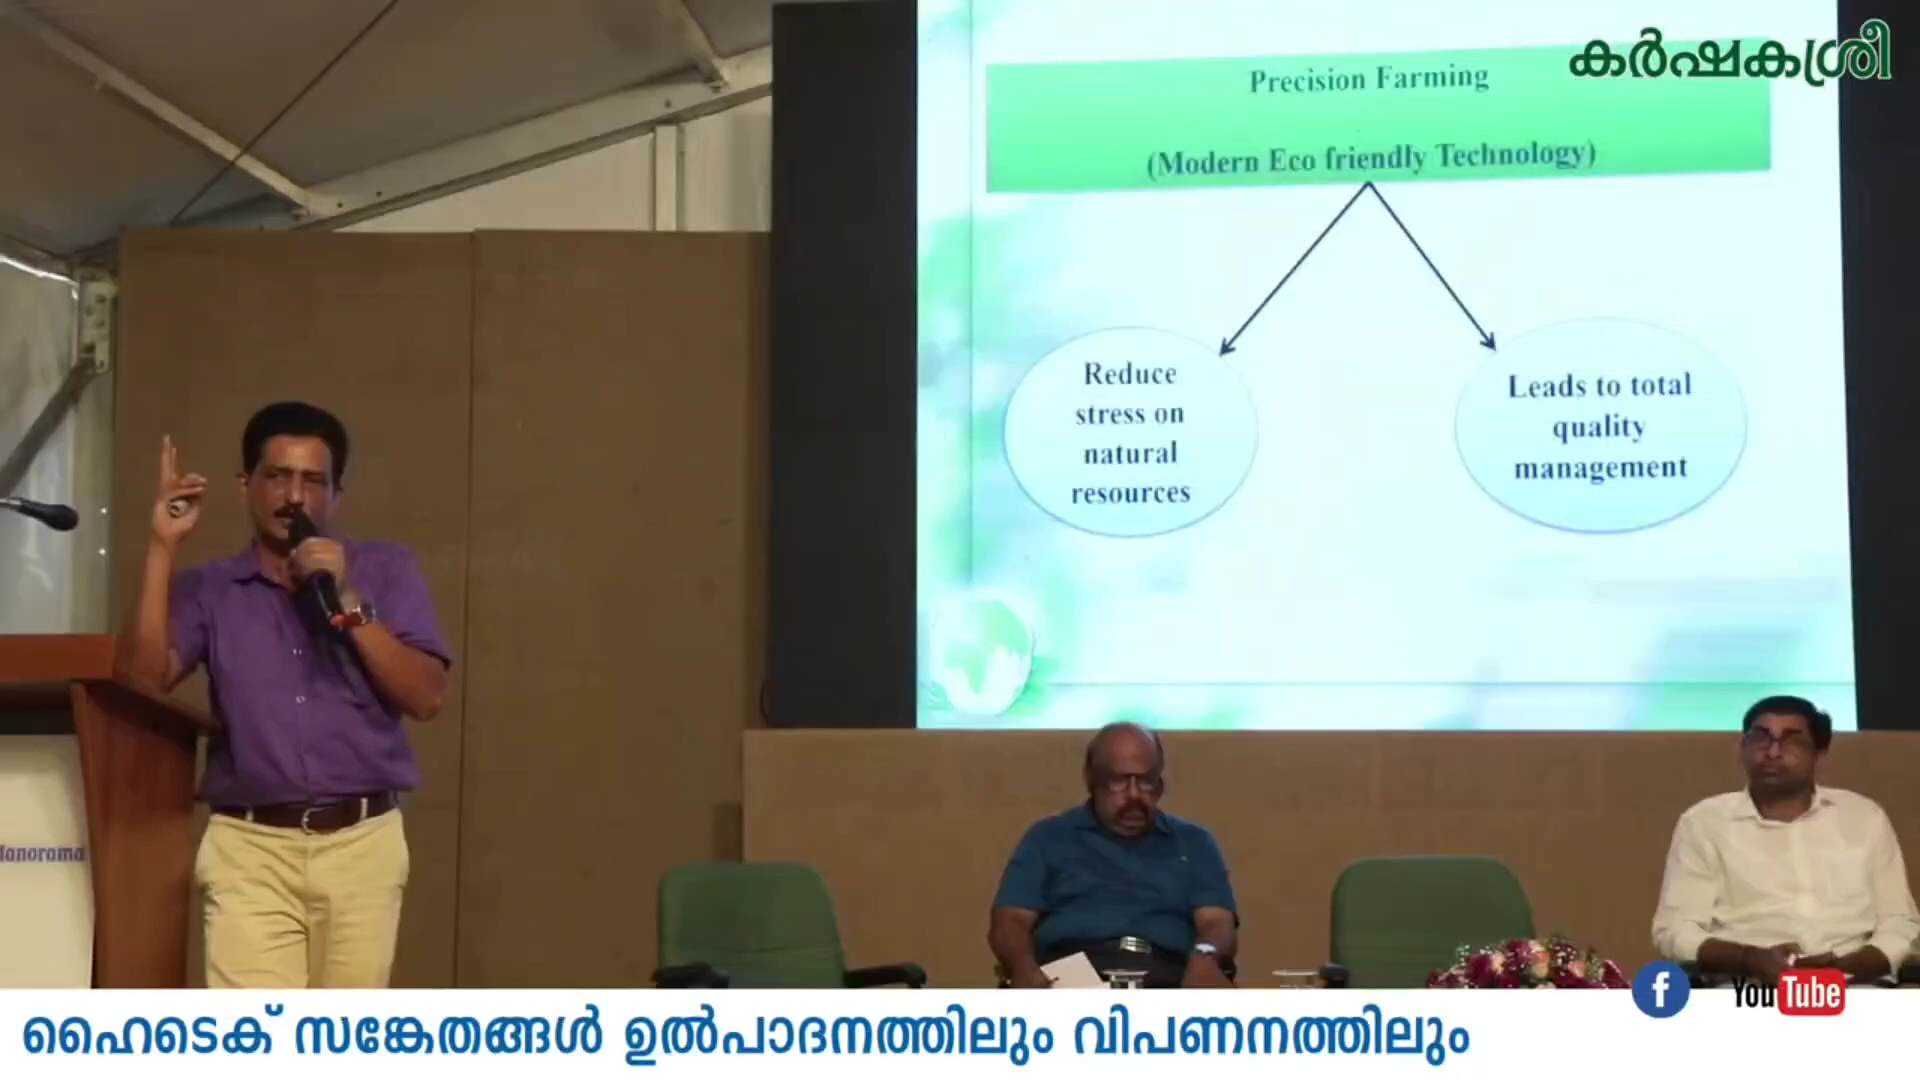 കർഷകശ്രീ
Precision Farming
(Modern Eco friendly Technology)
Reduce
stress on
natural
resources
Leads to total
quality
management
lanorama
f
YouTube
ഹൈടെക് സങ്കേതങ്ങൾ ഉൽപാദനത്തിലും വിപണനത്തിലും